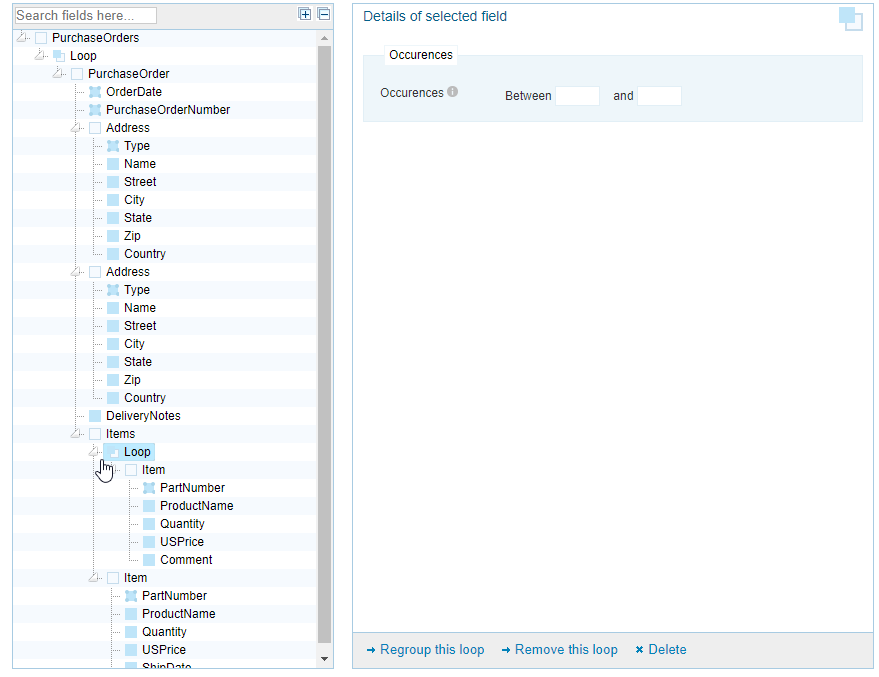 Search fields here...
PurchaseOrders
Loop
PurchaseOrder
OrderDate
PurchaseOrderNumber
Address
Type
Name
Street
City
State
Zip
Country
Address
Type
Name
Street
City
State
Zip
Country
DeliveryNotes
Items
Loop
Item
PartNumber
ProductName
Quantity
USPrice
Comment
Item
PartNumber
ProductName
Quantity
USPrice
ShipDate
Details of selected field
Occurences
Occurences Between and
Regroup this loop Remove this loop Delete